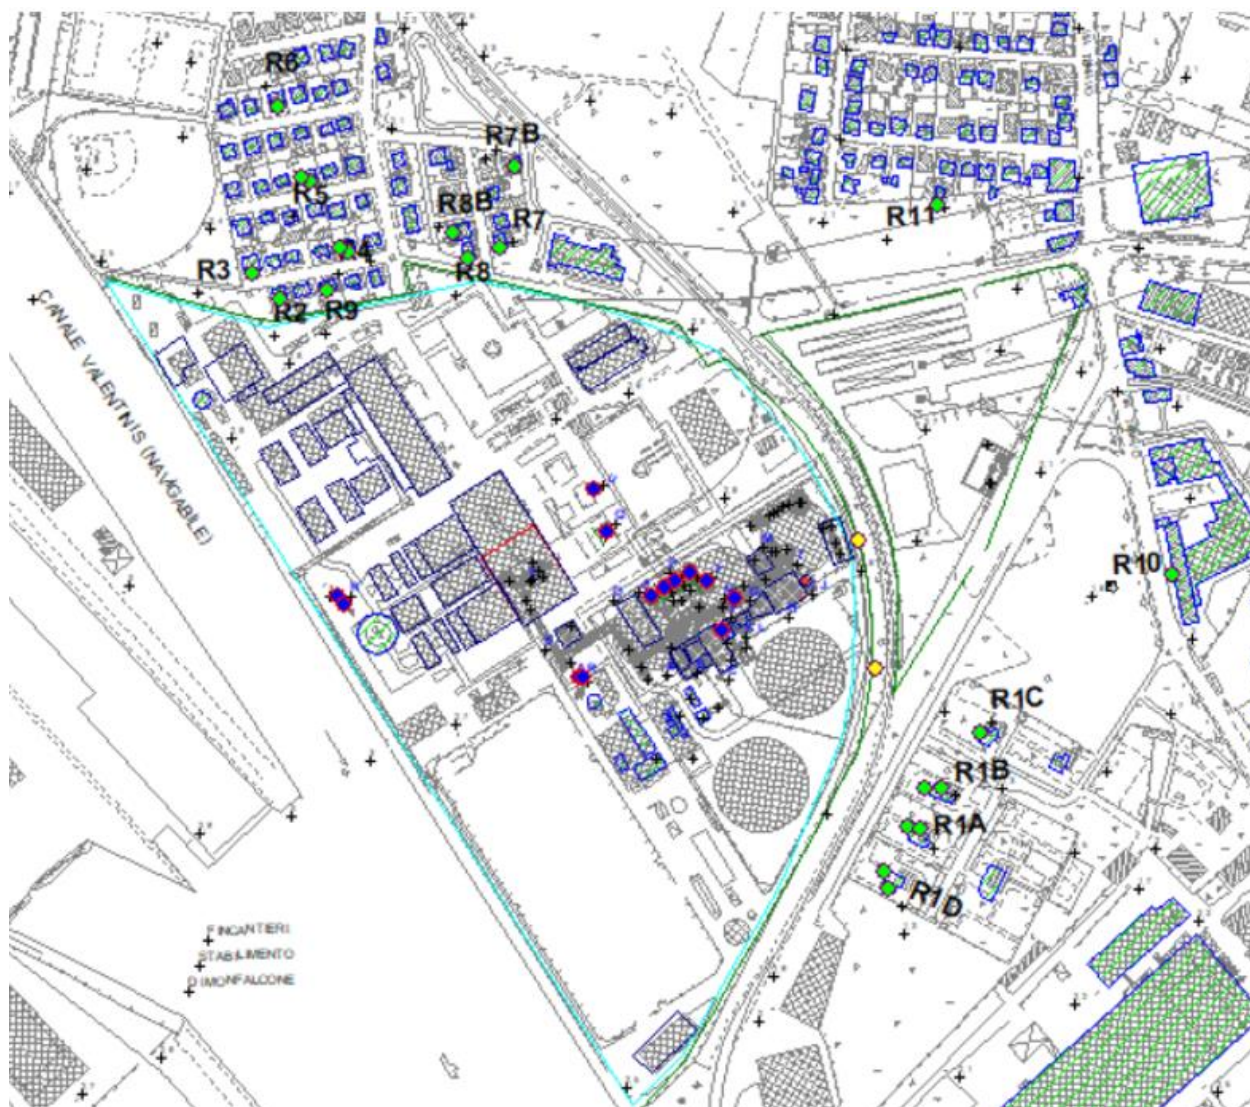 R6
R7B
R5
R8B
R7
R11
R4
R3
R8
R2
R9
CANALE VALENTINIS (NAVIGABILE)
R10
R1C
R1B
R1A
R1D
FINCANTIERI
STABILIMENTO
DI MONFALCONE